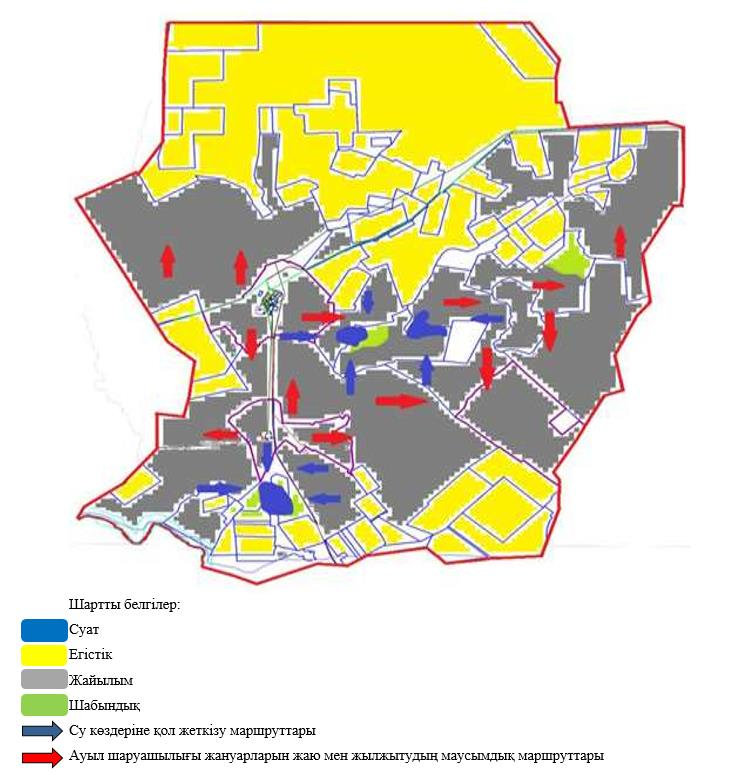 Шартты белгілер:
Суат
Егістік
Жайылым
Шабындық
Су көздеріне қол жеткізу маршруттары
Ауыл шаруашылығы жануарларын жаю мен жылжытудың маусымдық маршруттары